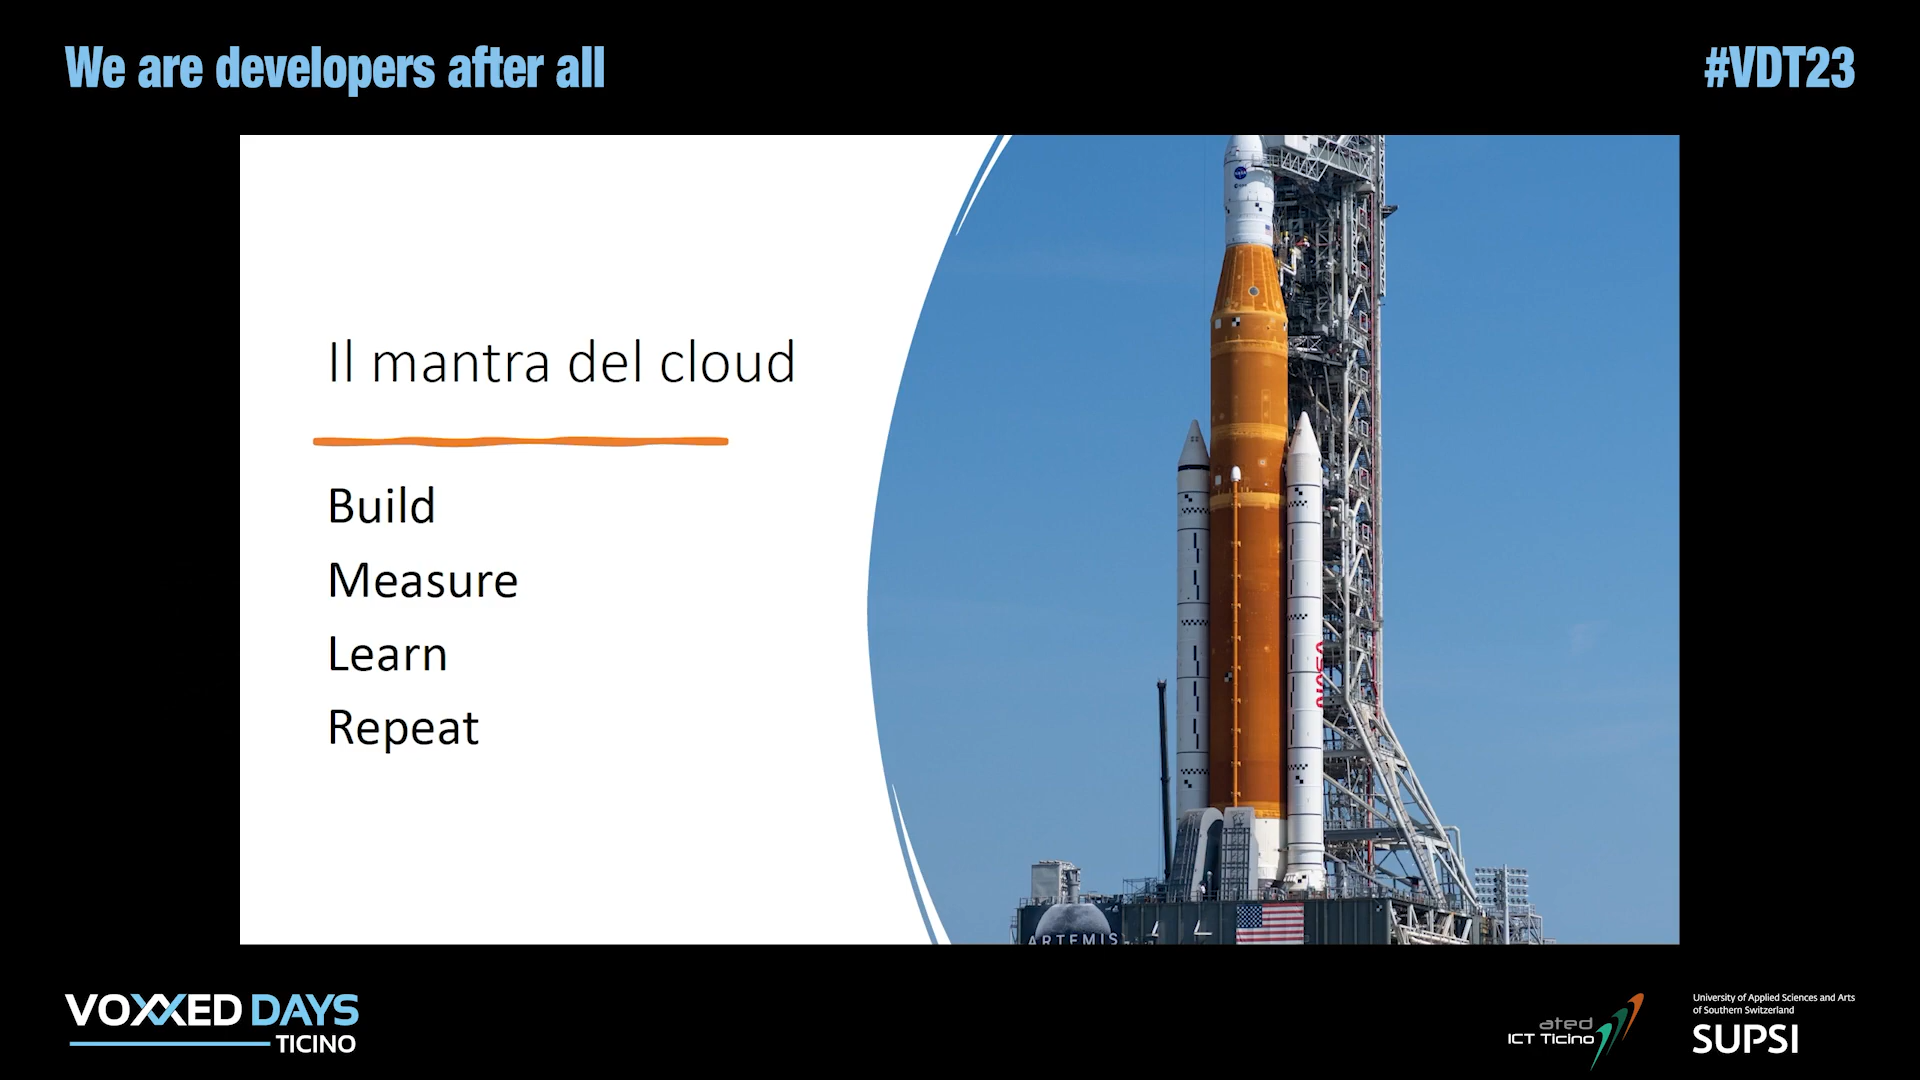 We are developers after all
#VDT23
Il mantra del cloud
Build
Measure
Learn
Repeat
NASA
ARTEMIS
VOXXED DAYS
TICINO
ated
ICT Ticino
University of Applied Sciences and Arts
of Southern Switzerland
SUPSI